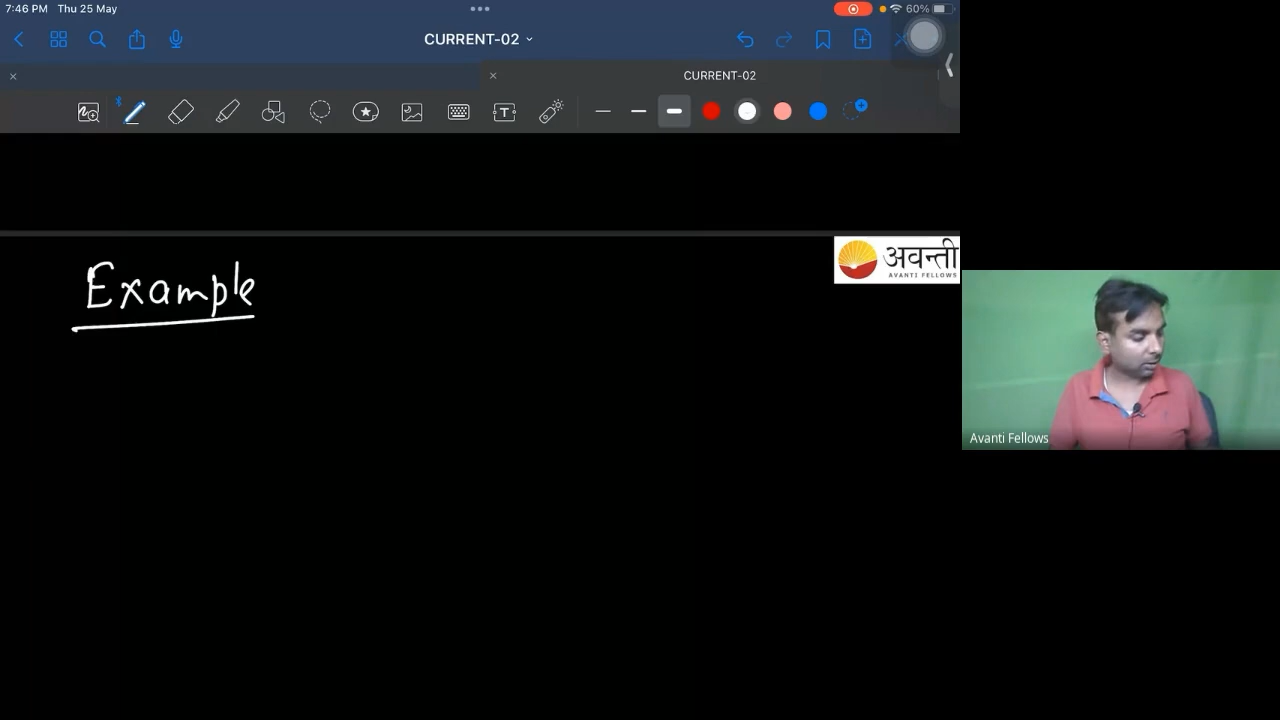 7:46 PM Thu 25 May
60%
CURRENT-02
CURRENT-02
T
Example
अवन्ती
AVANTI FELLOWS
Avanti Fellows